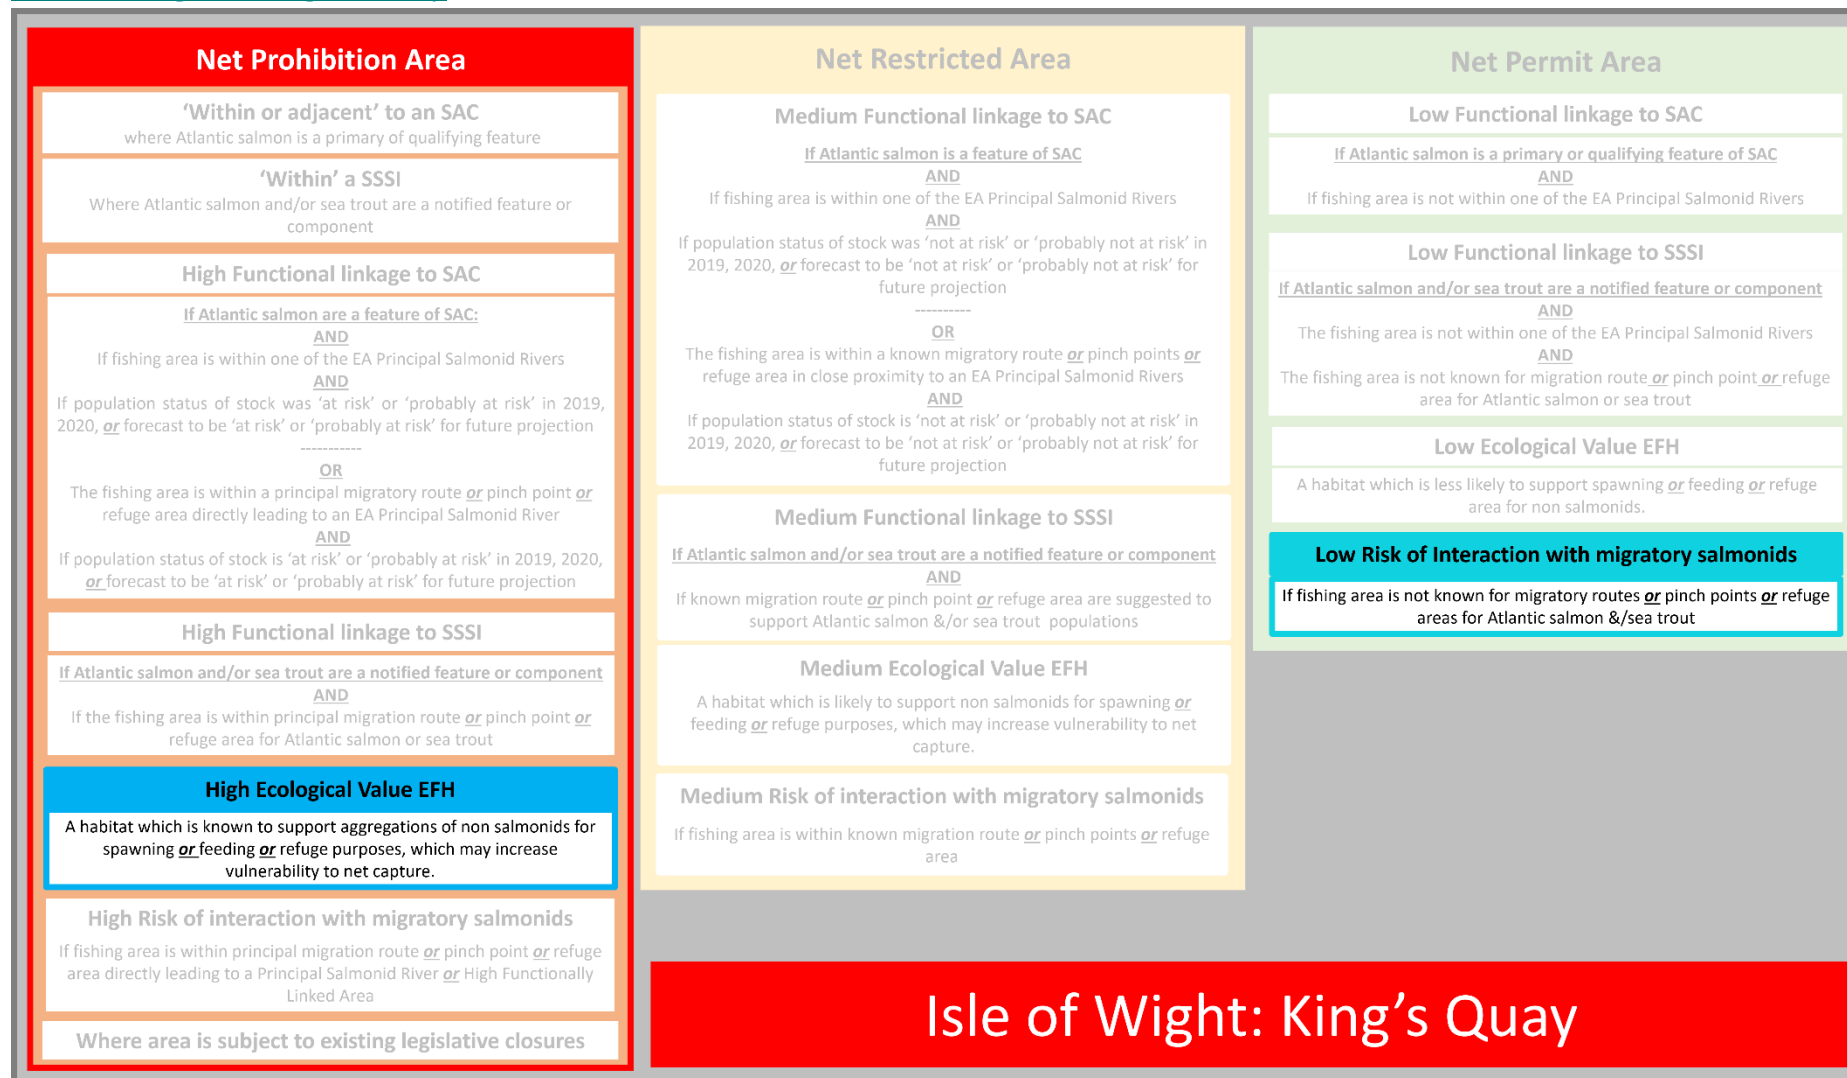 Net Prohibition Area
'Within or adjacent' to an SAC
where Atlantic salmon is a primary of qualifying feature
'Within' a SSSI
Where Atlantic salmon and/or sea trout are a notified feature or
component
High Functional linkage to SAC
If Atlantic salmon are a feature of SAC:
AND
If fishing area is within one of the EA Principal Salmonid Rivers
AND
If population status of stock was 'at risk' or 'probably at risk' in 2019,
2020, or forecast to be 'at risk' or 'probably at risk' for future projection
-----------
OR
The fishing area is within a principal migratory route or pinch point or
refuge area directly leading to an EA Principal Salmonid River
AND
If population status of stock is 'at risk' or 'probably at risk' in 2019, 2020,
or forecast to be 'at risk' or 'probably at risk' for future projection
High Functional linkage to SSSI
If Atlantic salmon and/or sea trout are a notified feature or component
AND
If the fishing area is within principal migration route or pinch point or
refuge area for Atlantic salmon or sea trout
High Ecological Value EFH
A habitat which is known to support aggregations of non salmonids for
spawning or feeding or refuge purposes, which may increase
vulnerability to net capture.
High Risk of interaction with migratory salmonids
If fishing area is within principal migration route or pinch point or refuge
area directly leading to a Principal Salmonid River or High Functionally
Linked Area
Where area is subject to existing legislative closures
Net Restricted Area
Medium Functional linkage to SAC
If Atlantic salmon is a feature of SAC
AND
If fishing area is within one of the EA Principal Salmonid Rivers
AND
If population status of stock was 'not at risk' or 'probably not at risk' in
2019, 2020, or forecast to be 'not at risk' or 'probably not at risk' for
future projection
----------
OR
The fishing area is within a known migratory route or pinch points or
refuge area in close proximity to an EA Principal Salmonid Rivers
AND
If population status of stock is 'not at risk' or 'probably not at risk' in
2019, 2020, or forecast to be 'not at risk' or 'probably not at risk' for
future projection
Medium Functional linkage to SSSI
If Atlantic salmon and/or sea trout are a notified feature or component
AND
If known migration route or pinch point or refuge area are suggested to
support Atlantic salmon &/or sea trout populations
Medium Ecological Value EFH
A habitat which is likely to support non salmonids for spawning or
feeding or refuge purposes, which may increase vulnerability to net
capture.
Medium Risk of interaction with migratory salmonids
If fishing area is within known migration route or pinch points or refuge
area
Net Permit Area
Low Functional linkage to SAC
If Atlantic salmon is a primary or qualifying feature of SAC
AND
If fishing area is not within one of the EA Principal Salmonid Rivers
Low Functional linkage to SSSI
If Atlantic salmon and/or sea trout are a notified feature or component
AND
The fishing area is not within one of the EA Principal Salmonid Rivers
AND
The fishing area is not known for migration route or pinch point or refuge
area for Atlantic salmon or sea trout
Low Ecological Value EFH
A habitat which is less likely to support spawning or feeding or refuge
area for non salmonids.
Low Risk of Interaction with migratory salmonids
If fishing area is not known for migratory routes or pinch points or refuge
areas for Atlantic salmon &/sea trout
Isle of Wight: King's Quay